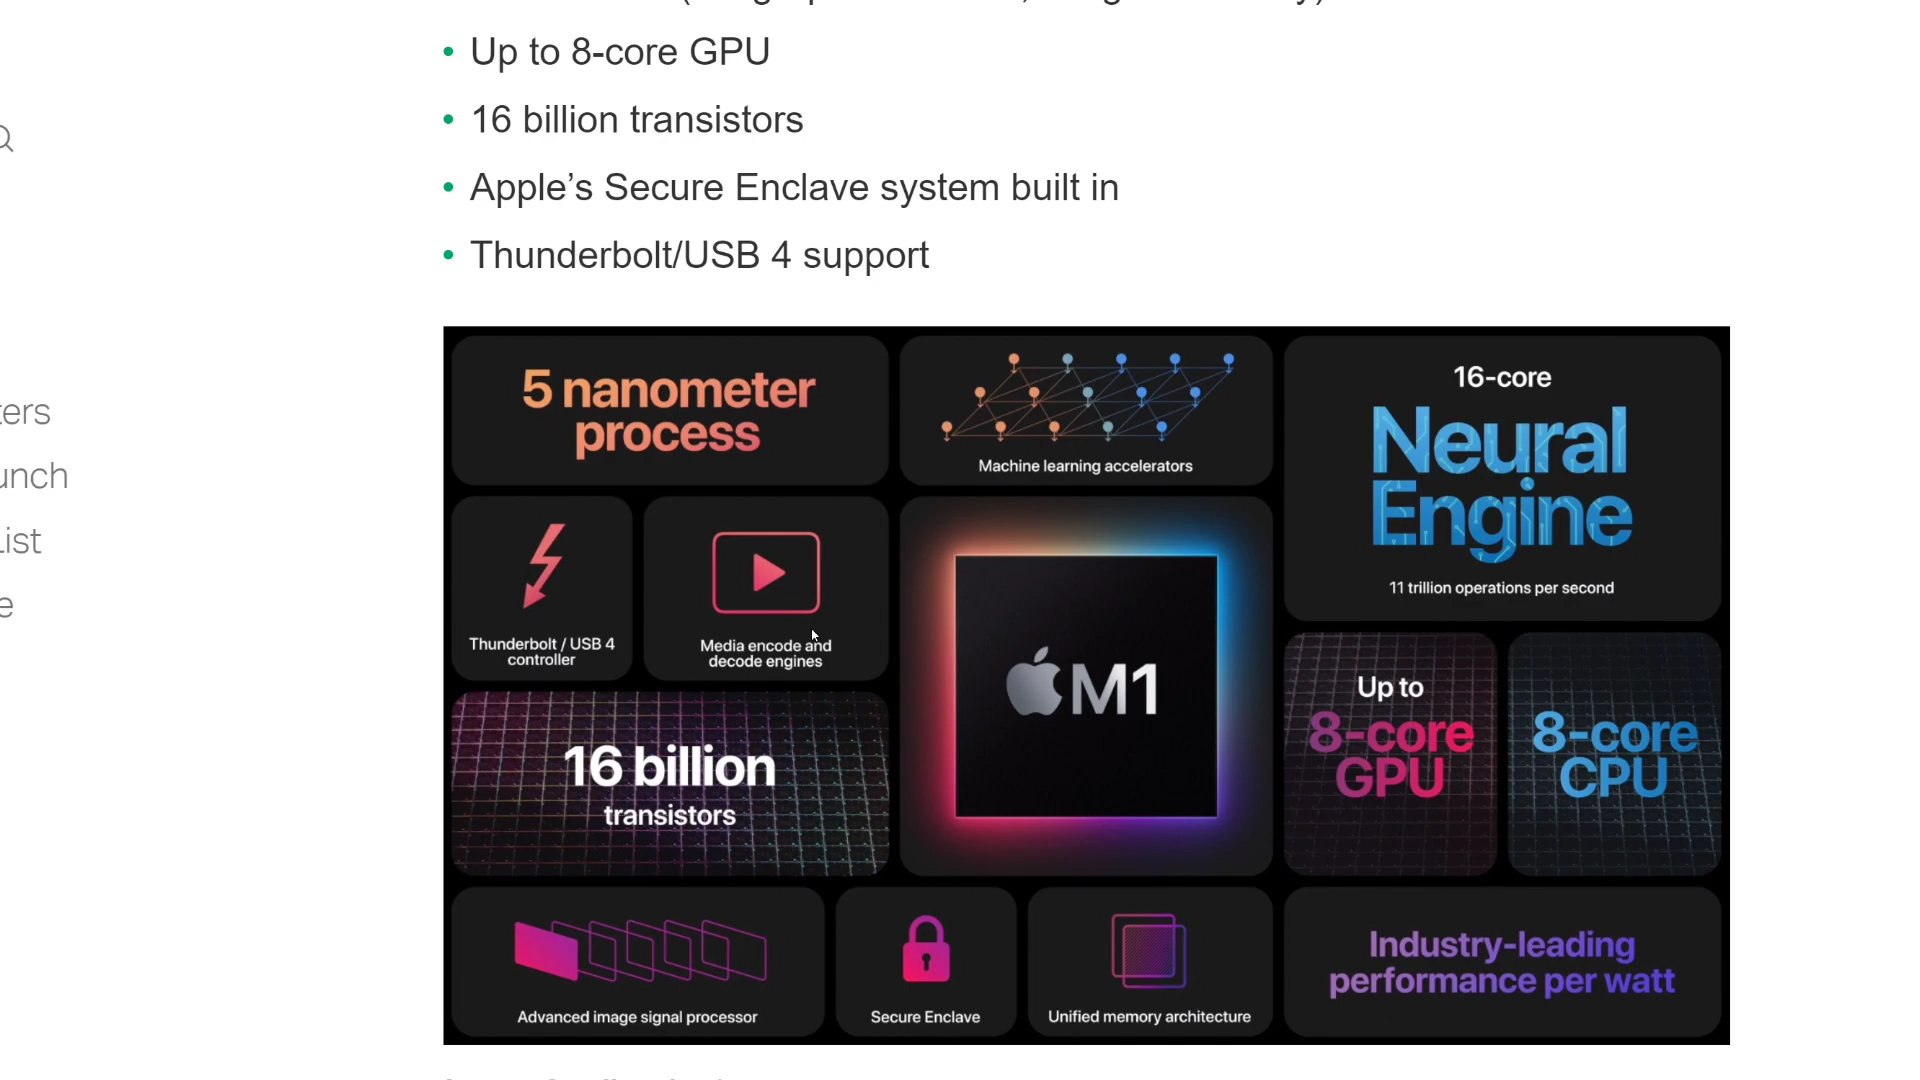 Up to 8-core GPU
16 billion transistors
Apple’s Secure Enclave system built in
Thunderbolt/USB 4 support
ters
unch
List
e
5 nanometer
process
Machine learning accelerators
16-core
Neural
Engine
11 trillion operations per second
Thunderbolt / USB 4
controller
Media encode and
decode engines
M1
Up to
8-core
GPU
8-core
CPU
16 billion
transistors
Advanced image signal processor
Secure Enclave
Unified memory architecture
Industry-leading
performance per watt